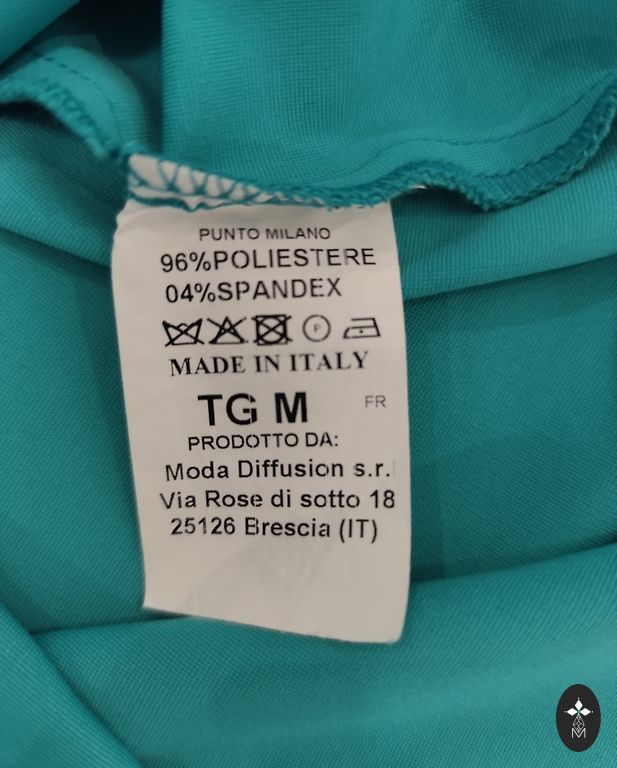 PUNTO MILANO
96%POLIESTERE
04%SPANDEX
F
MADE IN ITALY
TG M
FR
PRODOTTO DA:
Moda Diffusion s.r.l
Via Rose di sotto 18
25126 Brescia (IT)
M